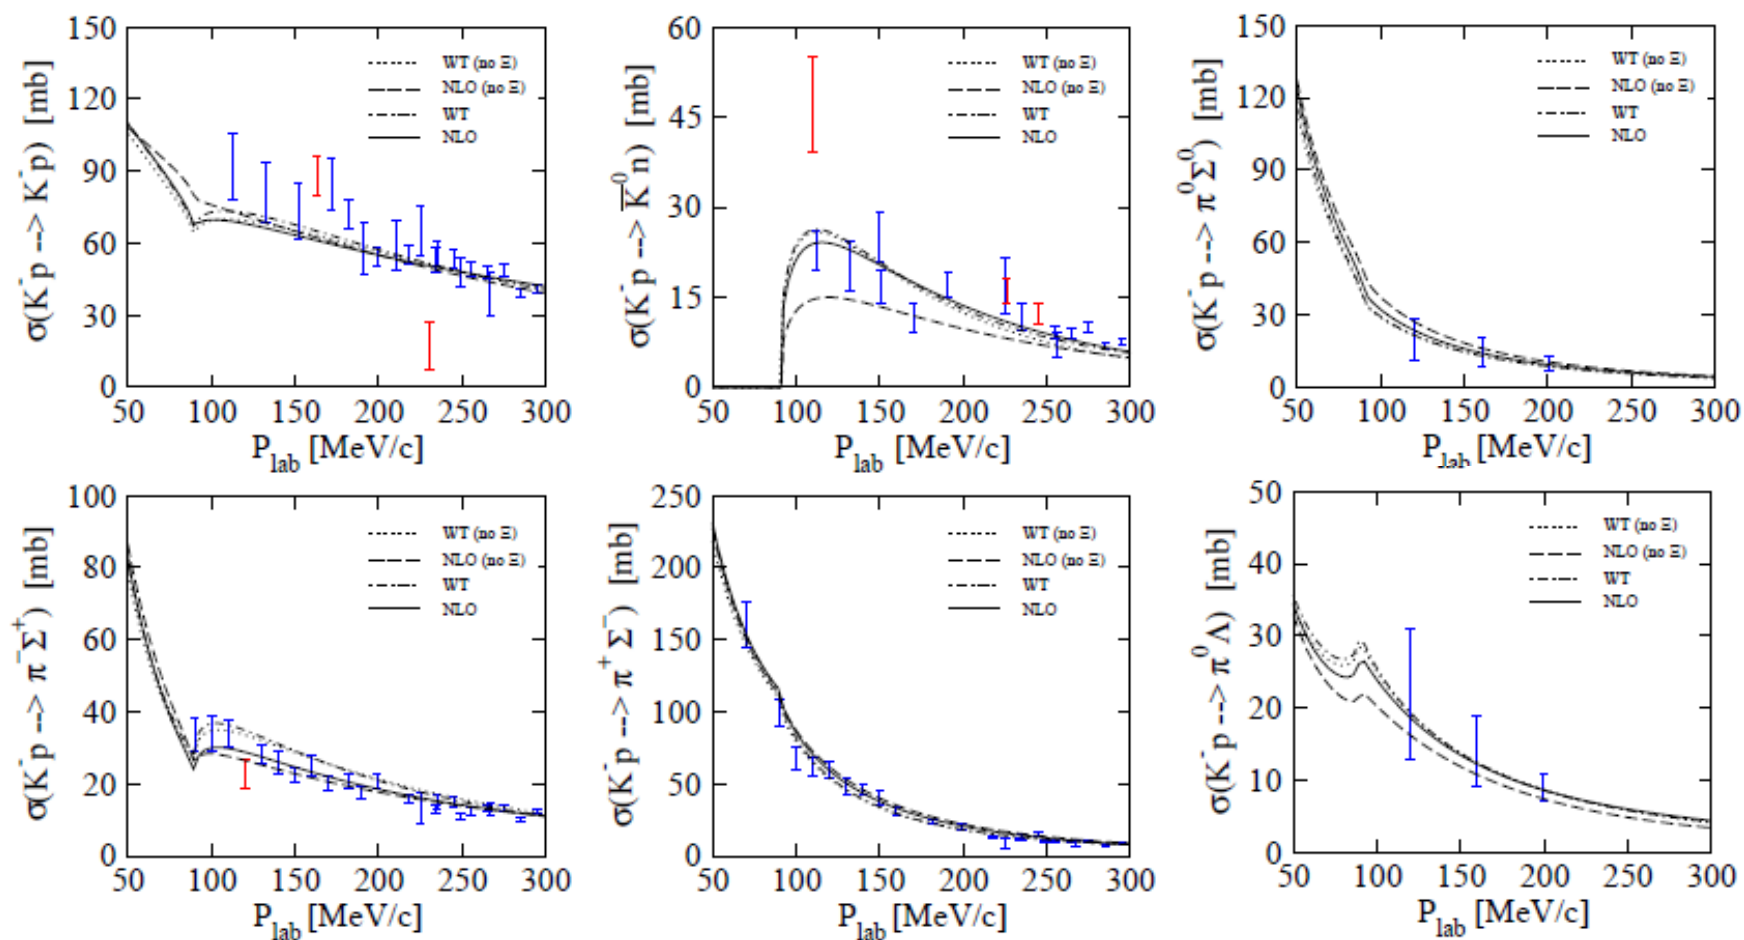 σ(K⁻p --> K⁻p) [mb]
150
120
90
60
30
0
WT (no Ξ)
NLO (no Ξ)
WT
NLO
50 100 150 200 250 300
P_lab [MeV/c]
σ(K⁻p --> K̅⁰n) [mb]
60
45
30
15
0
WT (no Ξ)
NLO (no Ξ)
WT
NLO
50 100 150 200 250 300
P_lab [MeV/c]
σ(K⁻p --> π⁰Σ⁰) [mb]
150
120
90
60
30
0
WT (no Ξ)
NLO (no Ξ)
WT
NLO
50 100 150 200 250 300
P_lab [MeV/c]
σ(K⁻p --> π⁻Σ⁺) [mb]
100
80
60
40
20
0
WT (no Ξ)
NLO (no Ξ)
WT
NLO
50 100 150 200 250 300
P_lab [MeV/c]
σ(K⁻p --> π⁺Σ⁻) [mb]
250
200
150
100
50
0
WT (no Ξ)
NLO (no Ξ)
WT
NLO
50 100 150 200 250 300
P_lab [MeV/c]
σ(K⁻p --> π⁰Λ) [mb]
50
40
30
20
10
0
WT (no Ξ)
NLO (no Ξ)
WT
NLO
50 100 150 200 250 300
P_lab [MeV/c]